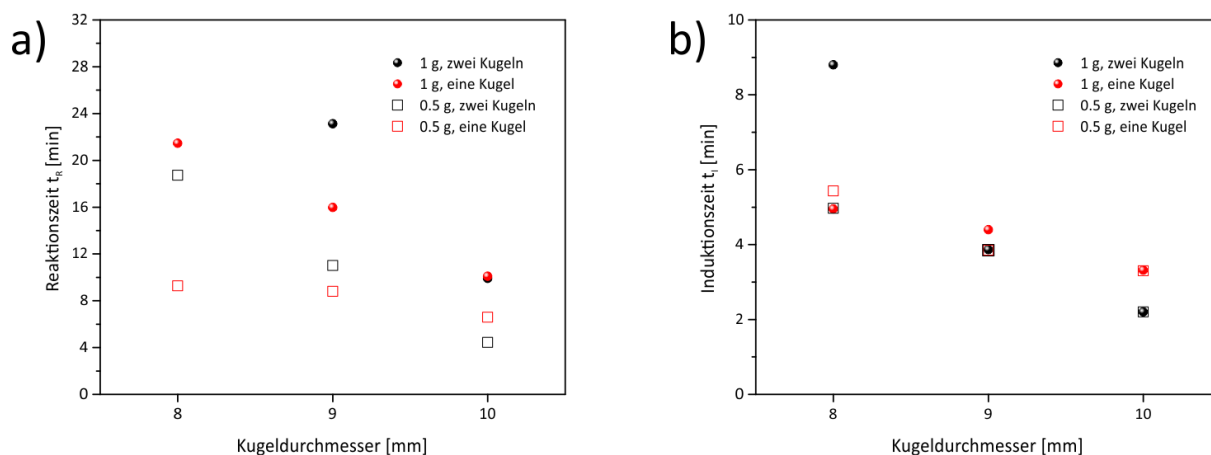 a)
32
28
24
20
16
12
8
4
0
Reaktionszeit t_R [min]
1 g, zwei Kugeln
1 g, eine Kugel
0.5 g, zwei Kugeln
0.5 g, eine Kugel
8 9 10
Kugeldurchmesser [mm]
b)
10
8
6
4
2
0
Induktionszeit t_I [min]
1 g, zwei Kugeln
1 g, eine Kugel
0.5 g, zwei Kugeln
0.5 g, eine Kugel
8 9 10
Kugeldurchmesser [mm]